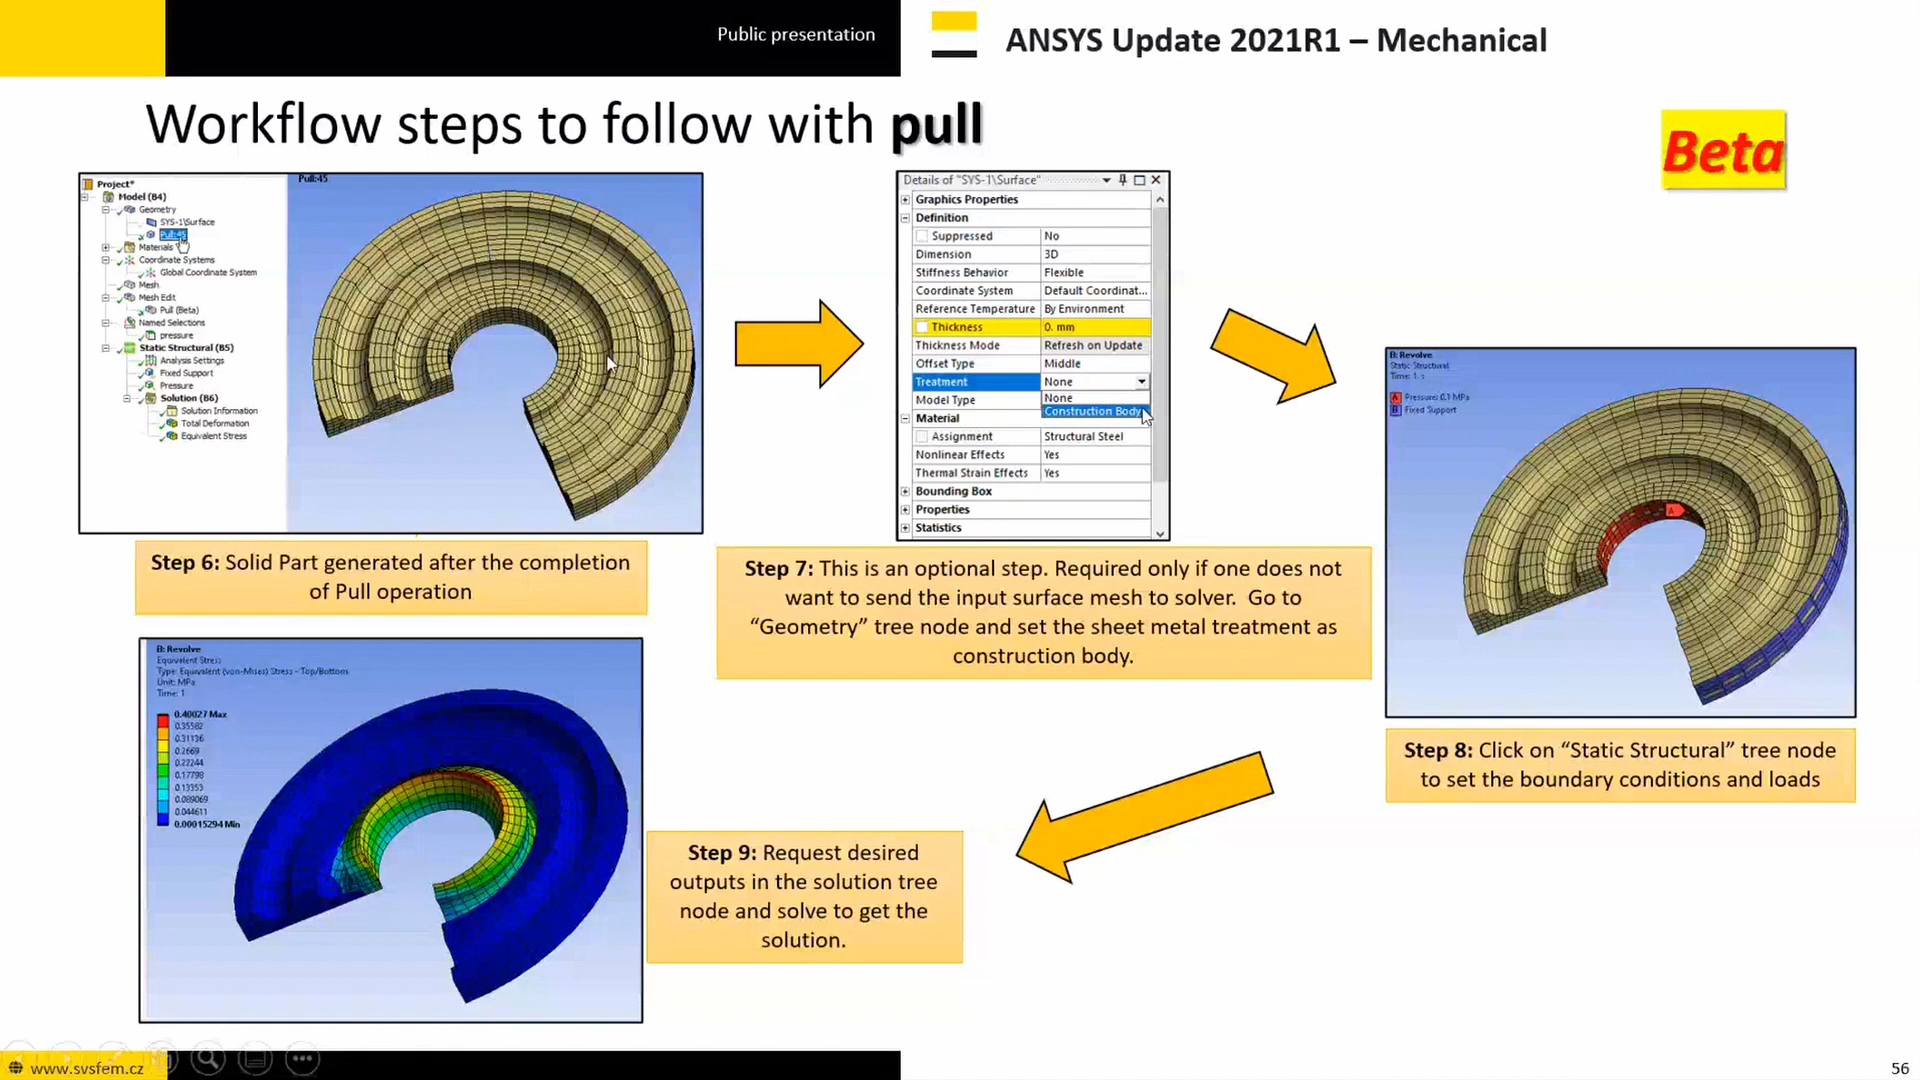 Public presentation
ANSYS Update 2021R1 – Mechanical
Workflow steps to follow with pull
Beta
Project*
Model (B4)
Geometry
SYS-1\Surface
Pull:45
Materials
Coordinate Systems
Global Coordinate System
Mesh
Mesh Edit
Pull (Beta)
Named Selections
pressure
Static Structural (B5)
Analysis Settings
Fixed Support
Pressure
Solution (B6)
Solution Information
Total Deformation
Equivalent Stress
Pull:45
Details of "SYS-1\Surface"
Graphics Properties
Definition
Suppressed No
Dimension 3D
Stiffness Behavior Flexible
Coordinate System Default Coordinat...
Reference Temperature By Environment
Thickness 0. mm
Thickness Mode Refresh on Update
Offset Type Middle
Treatment None
None
Model Type
Construction Body
Material
Assignment Structural Steel
Nonlinear Effects Yes
Thermal Strain Effects Yes
Bounding Box
Properties
Statistics
B: Revolve
Static Structural
Time: 1. s
A Pressure: 0.1 MPa
B Fixed Support
A
Step 6: Solid Part generated after the completion
of Pull operation
Step 7: This is an optional step. Required only if one does not
want to send the input surface mesh to solver. Go to
“Geometry” tree node and set the sheet metal treatment as
construction body.
Step 8: Click on “Static Structural” tree node
to set the boundary conditions and loads
B: Revolve
Equivalent Stress
Type: Equivalent (von-Mises) Stress - Top/Bottom
Unit: MPa
Time: 1
0.40027 Max
0.35582
0.31136
0.2669
0.22244
0.17798
0.13353
0.089069
0.044611
0.00015294 Min
Step 9: Request desired
outputs in the solution tree
node and solve to get the
solution.
www.svsfem.cz
56